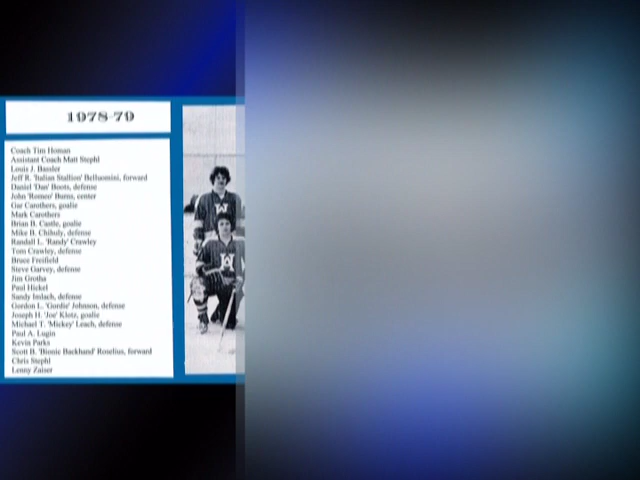 1978-79
Coach Tim Homan
Assistant Coach Matt Stephl
Louis J. Bassler
Jeff R. 'Italian Stallion' Belluomini, forward
Daniel 'Dan' Boots, defense
John 'Romeo' Burns, center
Gar Carothers, goalie
Mark Carothers
Brian B. Castle, goalie
Mike B. Chihuly, defense
Randall L. 'Randy' Crawley
Tom Crawley, defense
Bruce Freifield
Steve Garvey, defense
Jim Grotha
Paul Hickel
Sandy Imlach, defense
Gordon L. 'Gordie' Johnson, defense
Joseph H. 'Joe' Klotz, goalie
Michael T. 'Mickey' Leach, defense
Paul A. Lugin
Kevin Parks
Scott B. 'Bionic Backhand' Roselius, forward
Chris Stephl
Lenny Zaiser